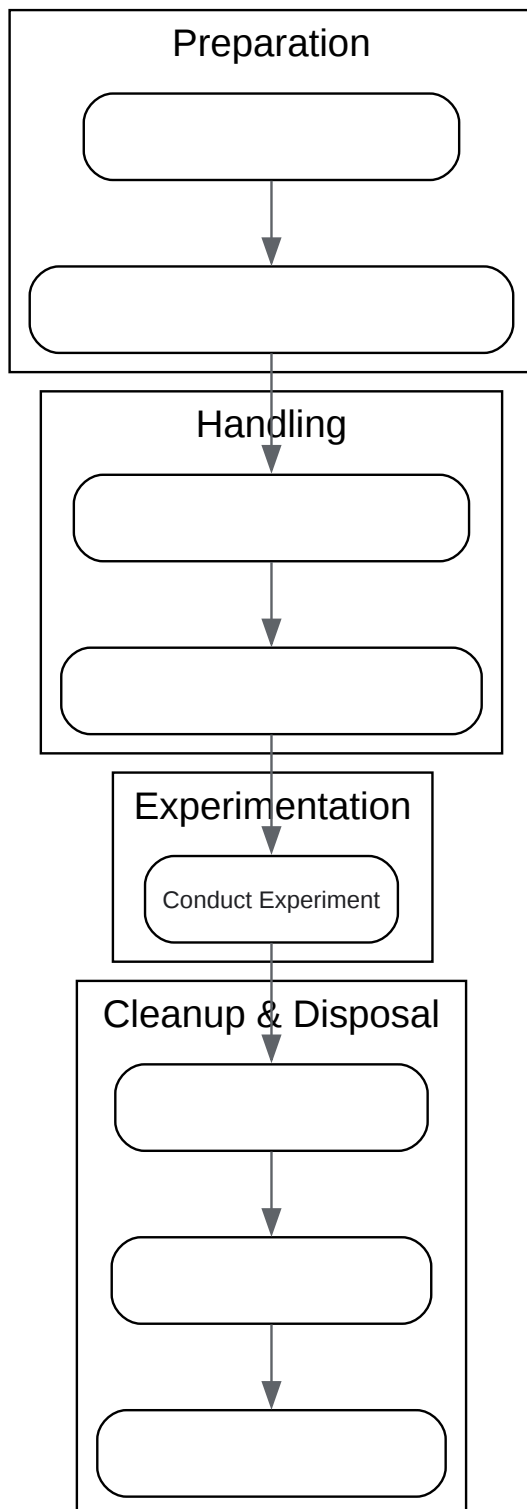 Preparation
Handling
Experimentation
Conduct Experiment
Cleanup & Disposal